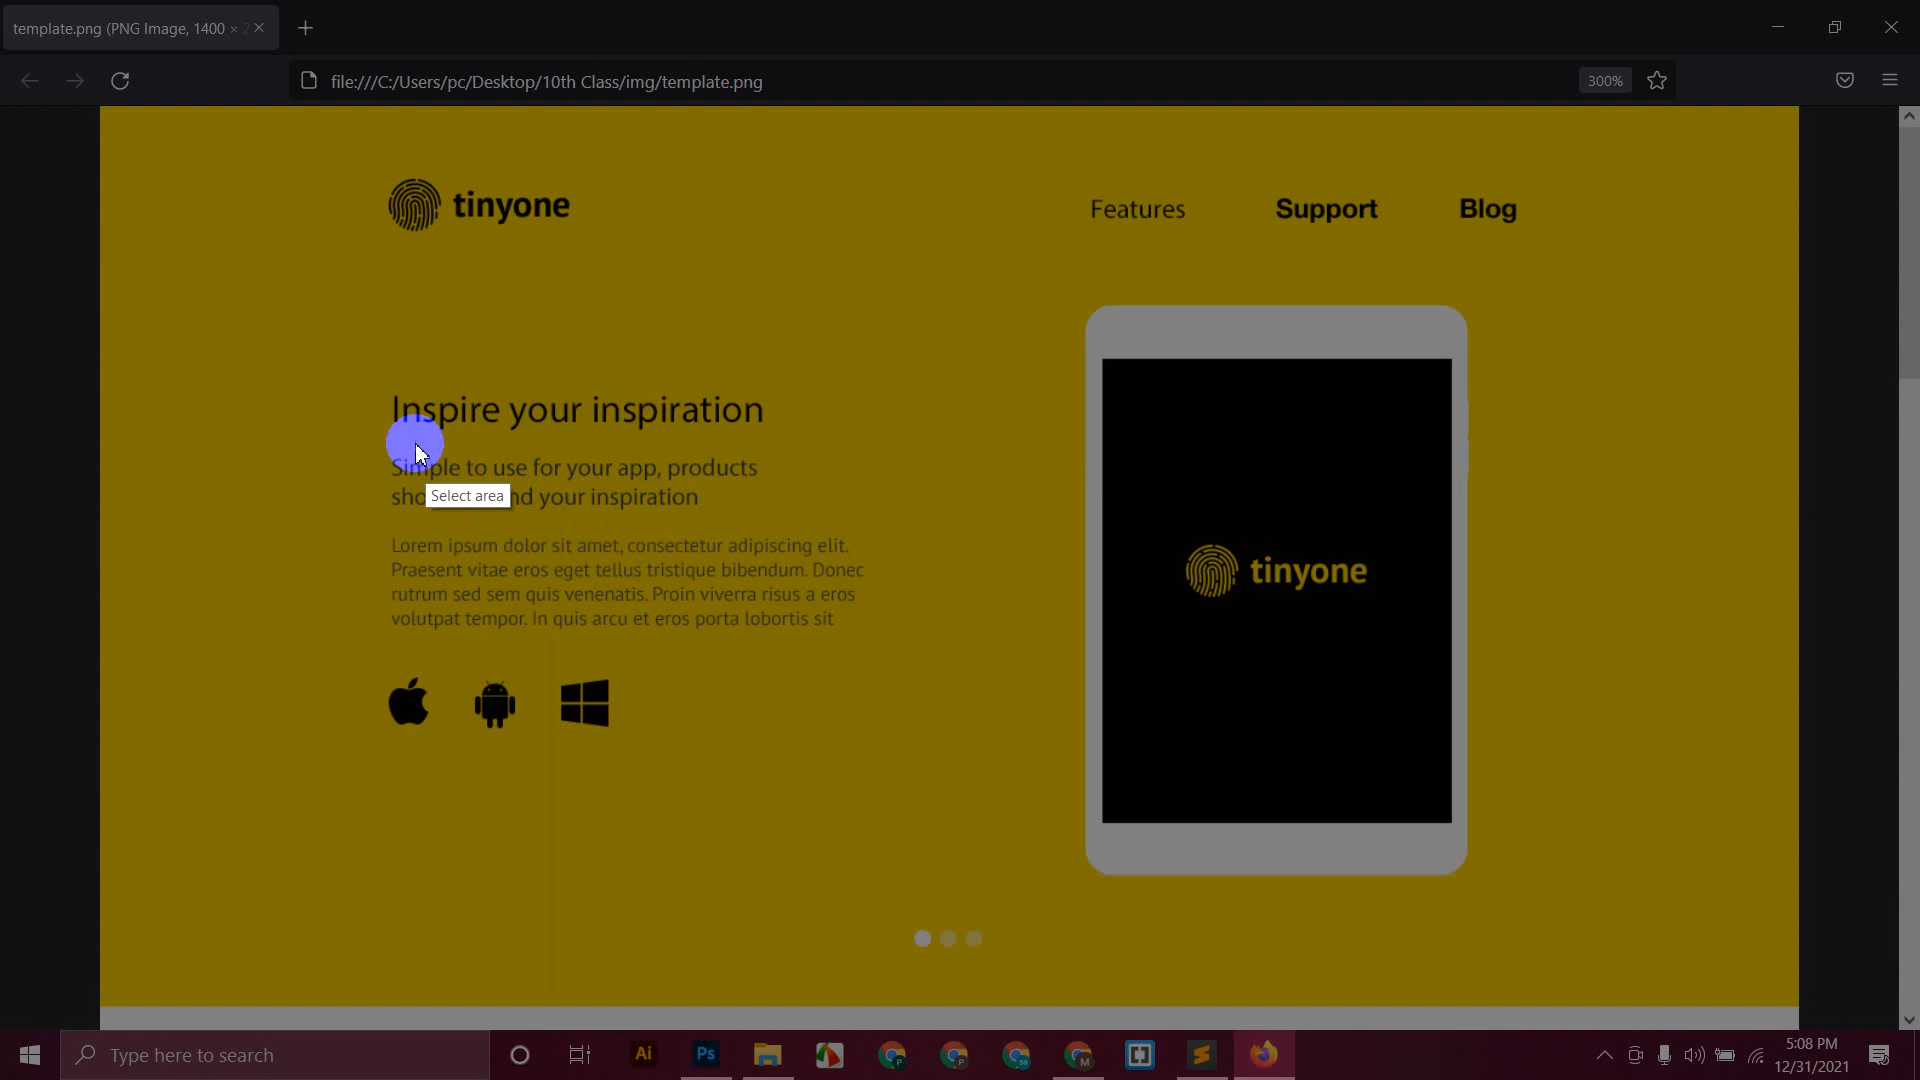 template.png (PNG Image, 1400 ×
file:///C:/Users/pc/Desktop/10th Class/img/template.png
300%
tinyone
Features
Support
Blog
Inspire your inspiration
Simple to use for your app, products
sho nd your inspiration
Select area
Lorem ipsum dolor sit amet, consectetur adipiscing elit.
Praesent vitae eros eget tellus tristique bibendum. Donec
rutrum sed sem quis venenatis. Proin viverra risus a eros
volutpat tempor. In quis arcu et eros porta lobortis sit
tinyone
Type here to search
Ai
Ps
5:08 PM
12/31/2021